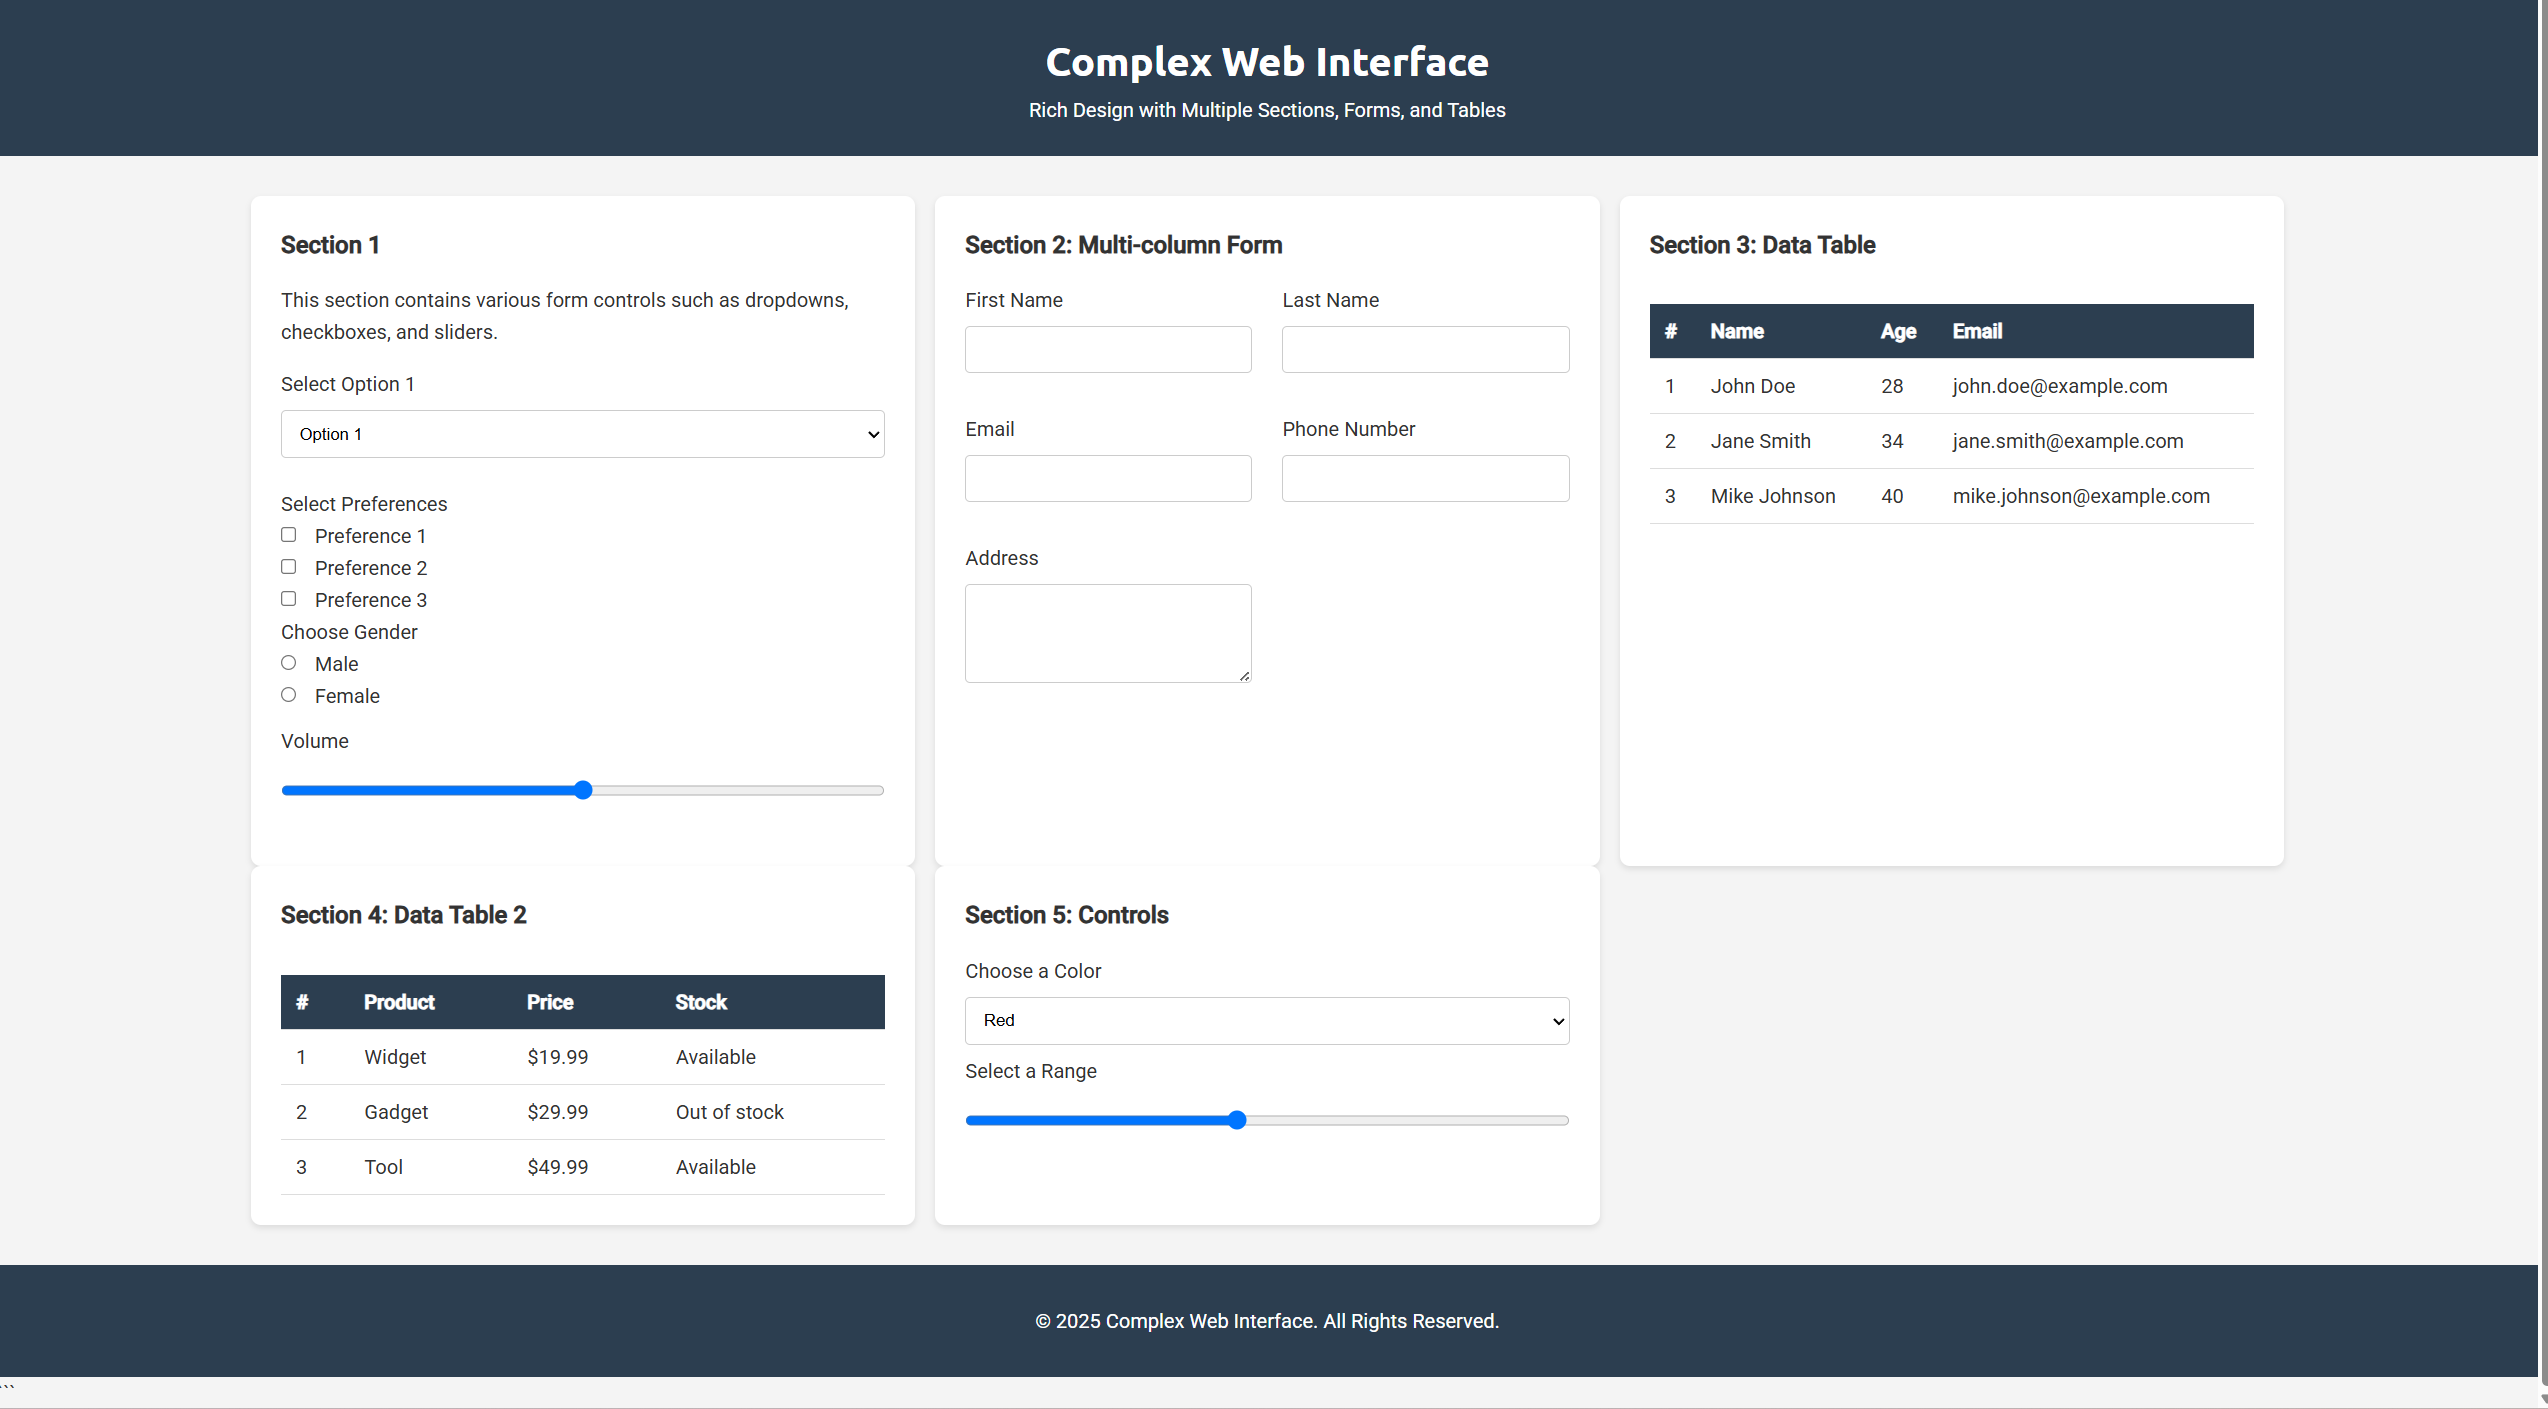 Complex Web Interface
Rich Design with Multiple Sections, Forms, and Tables
Section 1
This section contains various form controls such as dropdowns,
checkboxes, and sliders.
Select Option 1
Option 1
Select Preferences
Preference 1
Preference 2
Preference 3
Choose Gender
Male
Female
Volume
Section 2: Multi-column Form
First Name Last Name
Email Phone Number
Address
Section 3: Data Table
# Name Age Email
1 John Doe 28 john.doe@example.com
2 Jane Smith 34 jane.smith@example.com
3 Mike Johnson 40 mike.johnson@example.com
Section 4: Data Table 2
# Product Price Stock
1 Widget $19.99 Available
2 Gadget $29.99 Out of stock
3 Tool $49.99 Available
Section 5: Controls
Choose a Color
Red
Select a Range
© 2025 Complex Web Interface. All Rights Reserved.
```